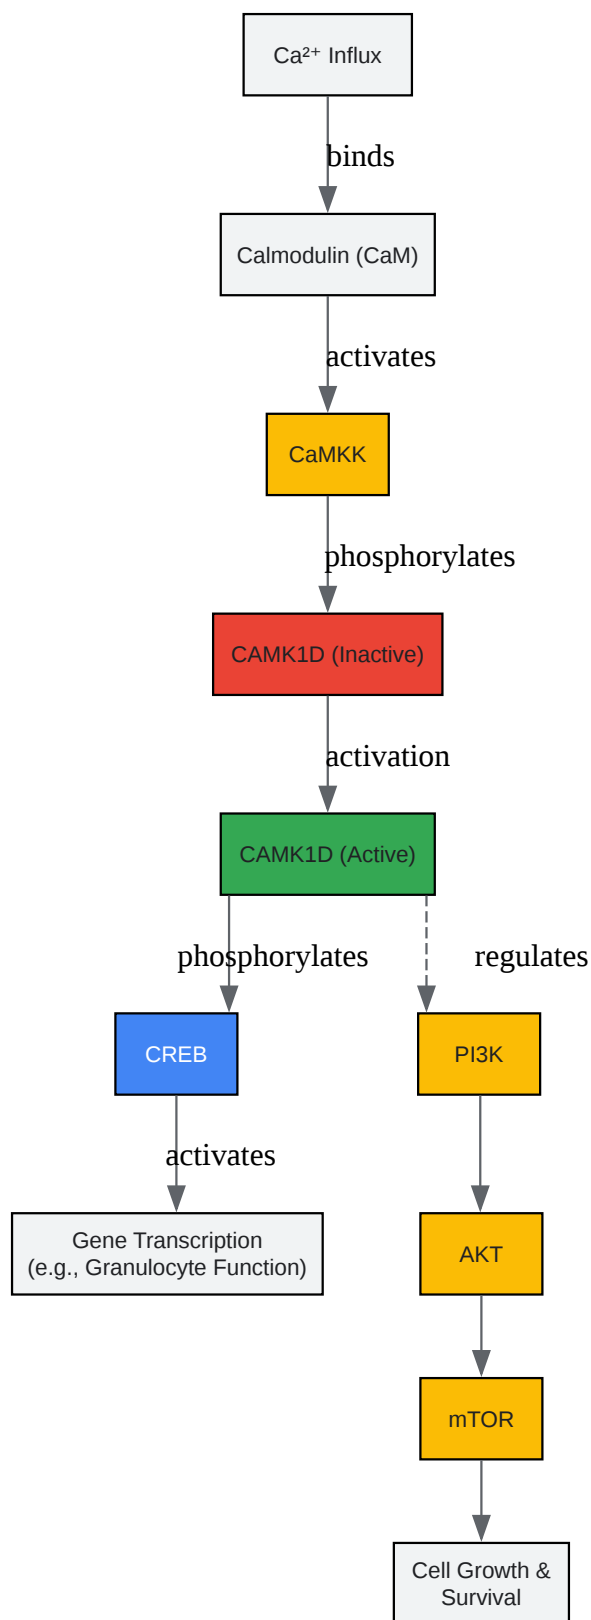 Ca²⁺ Influx
binds
Calmodulin (CaM)
activates
CaMKK
phosphorylates
CAMK1D (Inactive)
activation
CAMK1D (Active)
phosphorylates
regulates
CREB
PI3K
activates
Gene Transcription
(e.g., Granulocyte Function)
AKT
mTOR
Cell Growth &
Survival